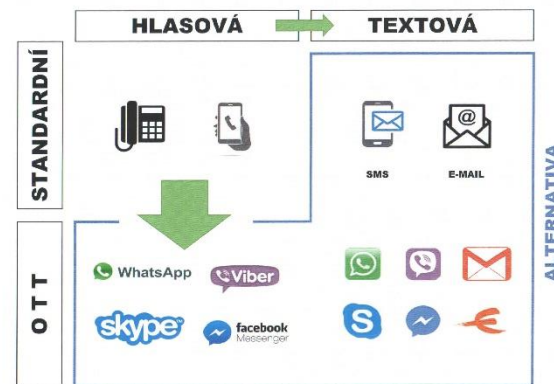 HLASOVÁ TEXTOVÁ
STANDARDNÍ
SMS E-MAIL
ALTERNATIVA
OTT
WhatsApp Viber
skype facebook
Messenger